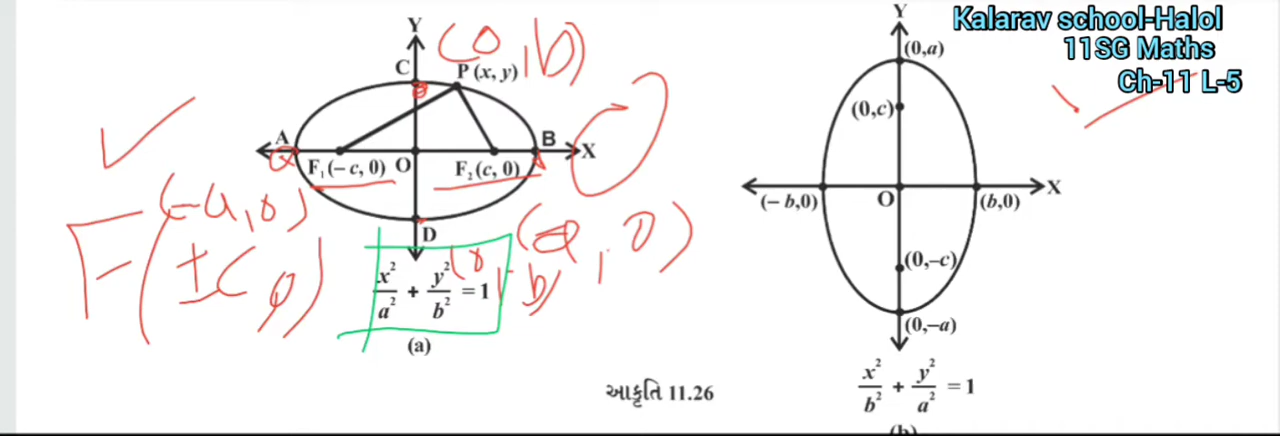 Kalarav school-Halol
11SG Maths
Ch-11 L-5
Y
C
P (x, y)
(0, b)
A
B
X
F₁(− c, 0)
O
F₂(c, 0)
(-a, 0)
(a, 0)
F(±c, 0)
D
(0, -b)
x²/a² + y²/b² = 1
(a)
Y
(0,a)
(0,c)
X
(− b,0)
O
(b,0)
(0,−c)
(0,−a)
x²/b² + y²/a² = 1
(b)
આકૃતિ 11.26